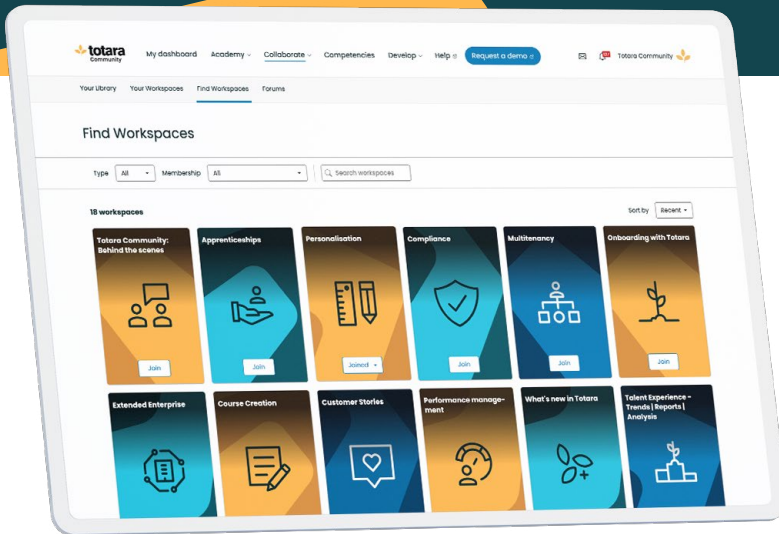 totara
Community
My dashboard
Academy
Collaborate
Competencies
Develop
Help
Request a demo
Totara Community
Your Library
Your Workspaces
Find Workspaces
Forums
Find Workspaces
Type
All
Membership
All
Search workspaces
18 workspaces
Sort by
Recent
Totara Community:
Behind the scenes
Apprenticeships
Personalisation
Compliance
Multitenancy
Onboarding with Totara
Join
Join
Joined
Join
Join
Join
Extended Enterprise
Course Creation
Customer Stories
Performance manage-
ment
What's new in Totara
Talent Experience -
Trends | Reports |
Analysis